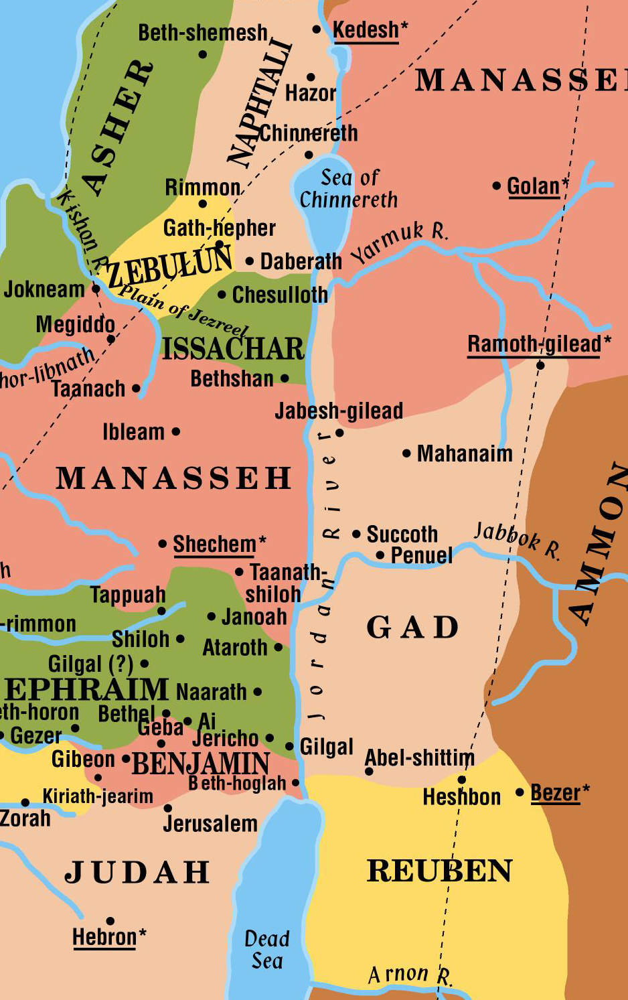 Beth-shemesh
Kedesh*
ASHER
NAPHTALI
MANASSE
Hazor
Chinnereth
Sea of
Chinnereth
Rimmon
Golan*
Kishon R.
Gath-hepher
Yarmuk R.
ZEBULUN
Daberath
Jokneam
Chesulloth
Plain of Jezreel
Megiddo
ISSACHAR
Ramoth-gilead*
hor-libnath
Taanach
Bethshan
Jabesh-gilead
Ibleam
Mahanaim
MANASSEH
Jordan River
AMMON
Succoth
Jabbok R.
Shechem*
Penuel
h
Taanath-
shiloh
Tappuah
Janoah
-rimmon
GAD
Shiloh
Ataroth
Gilgal (?)
EPHRAIM
Naarath
eth-horon
Bethel
Ai
Geba
Gezer
Jericho
Gilgal
Gibeon
BENJAMIN
Abel-shittim
Beth-hoglah
Kiriath-jearim
Heshbon
Bezer*
Zorah
Jerusalem
JUDAH
REUBEN
Hebron*
Dead
Sea
Arnon R.